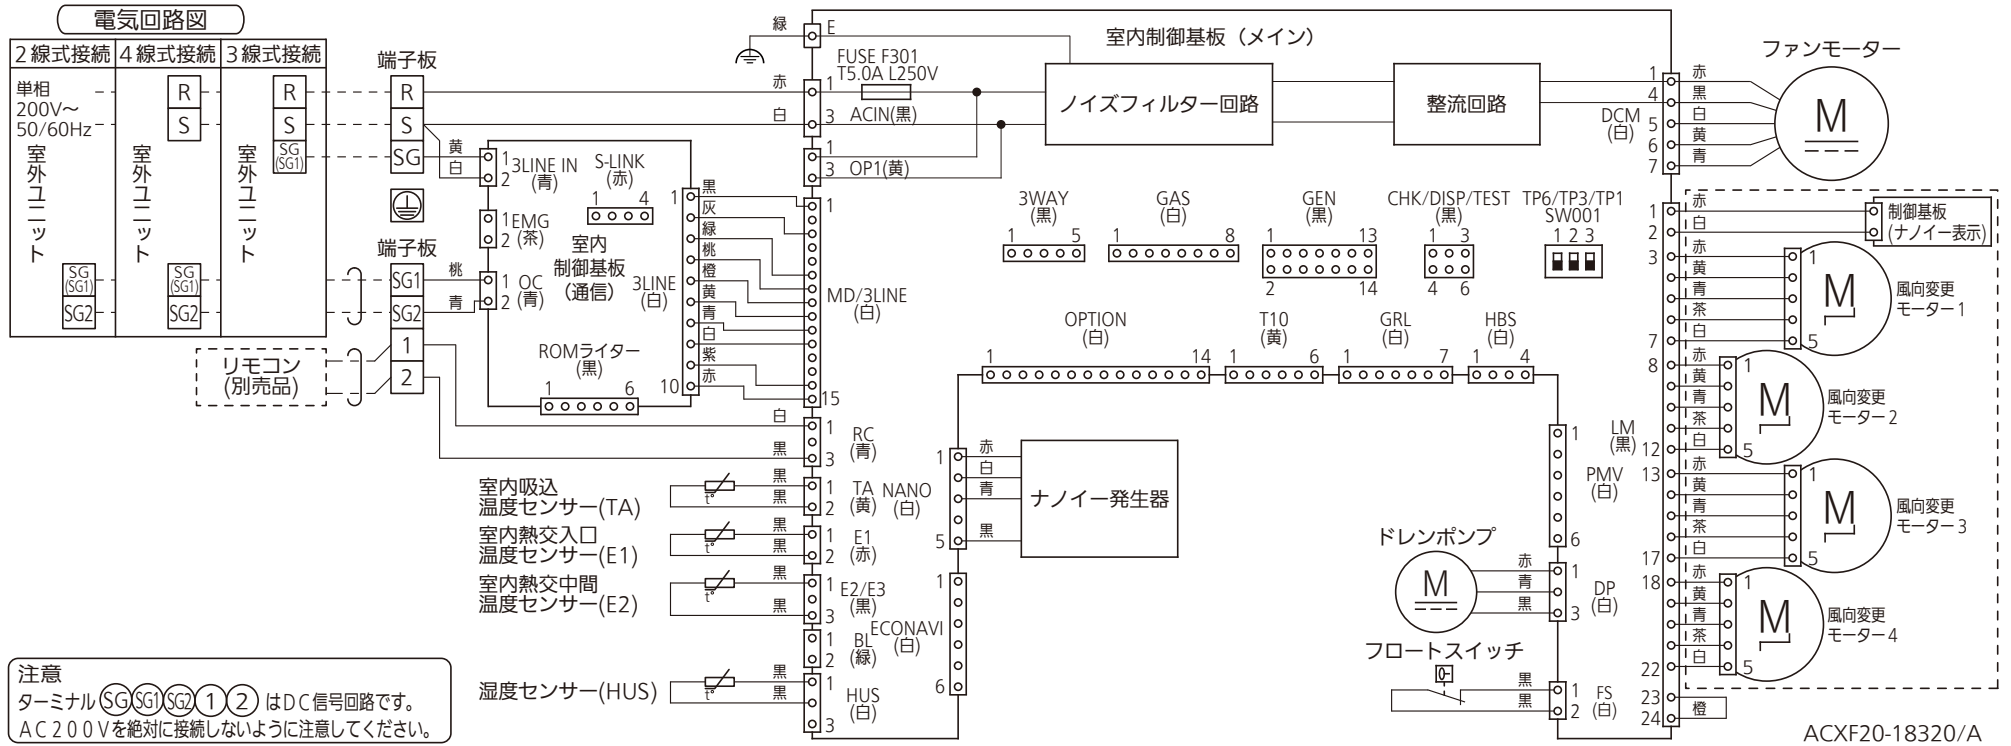 電気回路図
2線式接続 4線式接続 3線式接続
単相
200V～
50/60Hz
室外ユニット
室外ユニット
室外ユニット
R
S
R
S
SG
(SG1)
SG
(SG1)
SG2
SG
(SG1)
SG2
端子板
R
S
SG
端子板
SG1
SG2
1
2
リモコン
(別売品)
黄
白
桃
青
1
2
3LINE IN
(青)
1
2
EMG
(茶)
1
2
OC
(青)
S-LINK
(赤)
1 4
室内
制御基板
(通信)
3LINE
(白)
1
10
ROMライター
(黒)
1 6
黒
灰
緑
桃
橙
黄
青
白
紫
赤
緑
赤
白
E
FUSE F301
T5.0A L250V
1
3 ACIN(黒)
1
3 OP1(黄)
1
MD/3LINE
(白)
15
白
黒
1
3
RC
(青)
室内吸込
温度センサー(TA)
t°
黒
黒
1
2
TA
(黄)
室内熱交入口
温度センサー(E1)
t°
黒
黒
1
2
E1
(赤)
室内熱交中間
温度センサー(E2)
t°
黒
黒
1
3
E2/E3
(黒)
1
2
BL
(緑)
湿度センサー(HUS)
t°
黒
黒
1
3
HUS
(白)
室内制御基板（メイン）
ノイズフィルター回路
整流回路
3WAY
(黒)
1 5
GAS
(白)
1 8
GEN
(黒)
1 13
2 14
CHK/DISP/TEST
(黒)
1 3
4 6
TP6/TP3/TP1
SW001
1 2 3
OPTION
(白)
1 14
T10
(黄)
1 6
GRL
(白)
1 7
HBS
(白)
1 4
NANO
(白)
1
5
赤
白
青
黒
ナノイー発生器
ECONAVI
(白)
1
6
PMV
(白)
1
6
ドレンポンプ
M
赤
青
黒
1
3
DP
(白)
フロートスイッチ
黒
黒
1
2
FS
(白)
DCM
(白)
1
4
5
6
7
赤
黒
白
黄
青
ファンモーター
M
LM
(黒)
1
2
3
7
8
12
13
17
18
22
23
24
赤
白
制御基板
(ナノイー表示)
赤
黄
青
茶
白
1
5
M
風向変更
モーター1
赤
黄
青
茶
白
1
5
M
風向変更
モーター2
赤
黄
青
茶
白
1
5
M
風向変更
モーター3
赤
黄
青
茶
白
1
5
M
風向変更
モーター4
橙
注意
ターミナル SG SG1 SG2 1 2 はDC信号回路です。
AC200Vを絶対に接続しないように注意してください。
ACXF20-18320/A